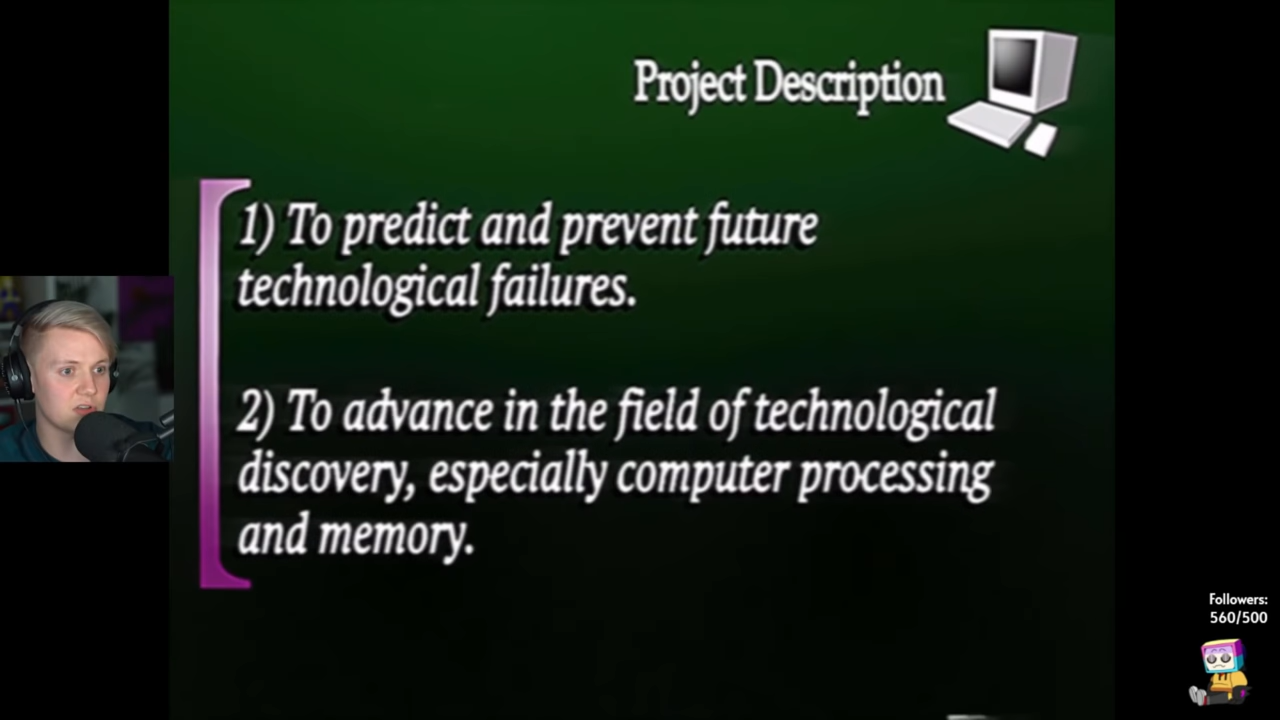 Project Description
1) To predict and prevent future
technological failures.
2) To advance in the field of technological
discovery, especially computer processing
and memory.
Followers:
560/500